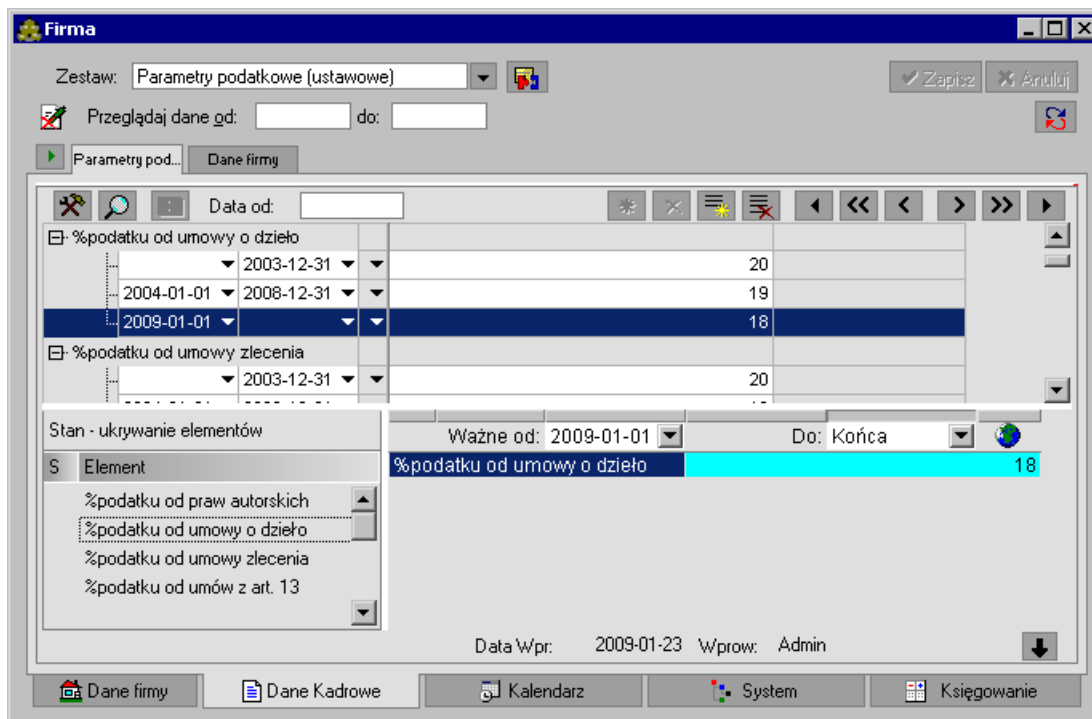 Firma
Zestaw: Parametry podatkowe (ustawowe) Zapisz Anuluj
Przeglądaj dane od: do:
Parametry pod... Dane firmy
Data od:
%podatku od umowy o dzieło
2003-12-31 20
2004-01-01 2008-12-31 19
2009-01-01 18
%podatku od umowy zlecenia
2003-12-31 20
Stan - ukrywanie elementów
Ważne od: 2009-01-01 Do: Końca
S Element
%podatku od umowy o dzieło 18
%podatku od praw autorskich
%podatku od umowy o dzieło
%podatku od umowy zlecenia
%podatku od umów z art. 13
Data Wpr: 2009-01-23 Wprow: Admin
Dane firmy Dane Kadrowe Kalendarz System Księgowanie